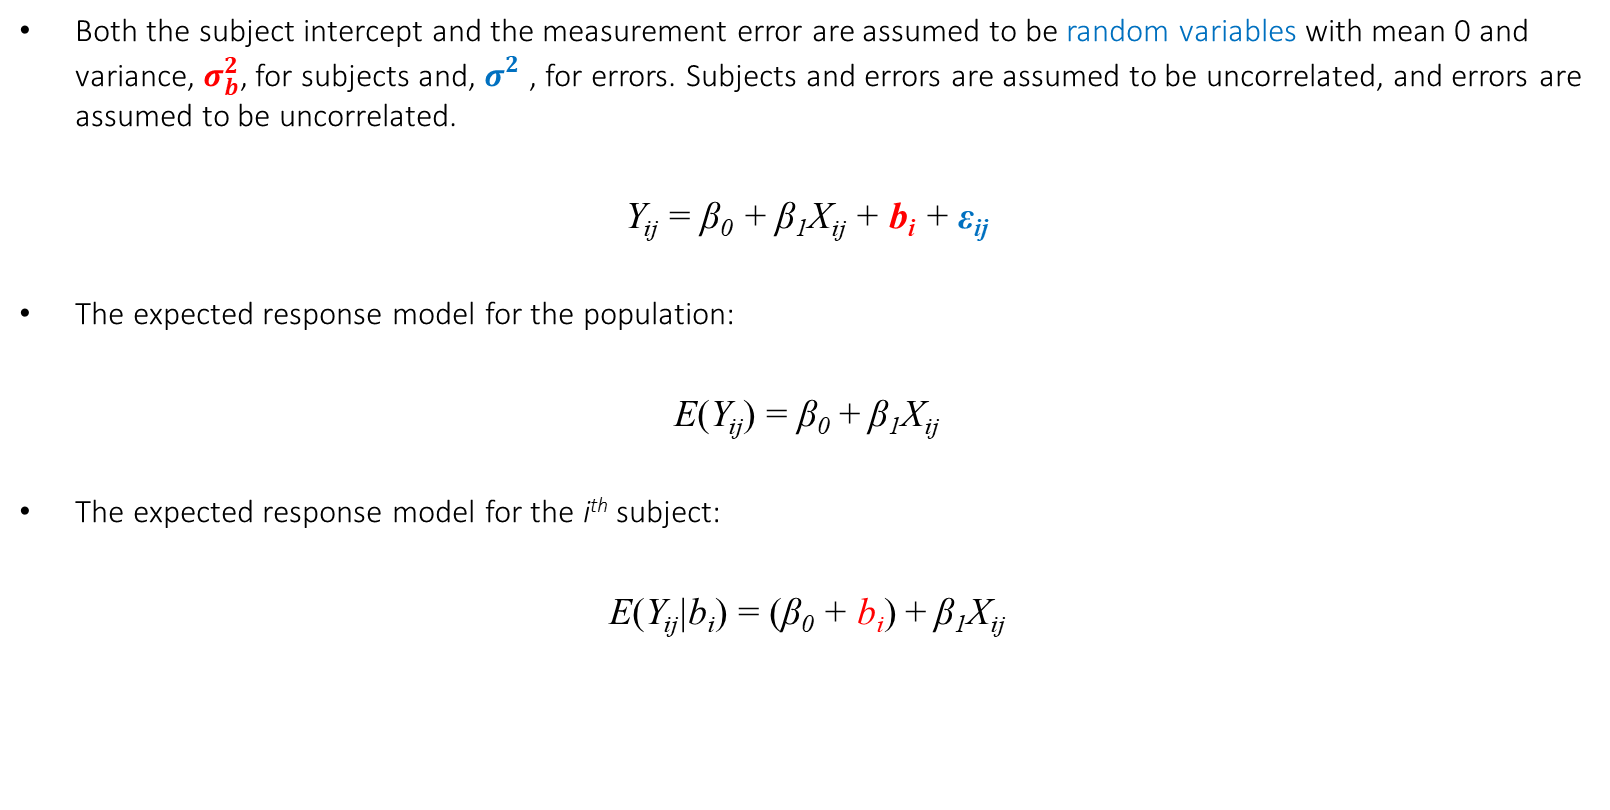 • Both the subject intercept and the measurement error are assumed to be random variables with mean 0 and
variance, σ²_b, for subjects and, σ² , for errors. Subjects and errors are assumed to be uncorrelated, and errors are
assumed to be uncorrelated.
Y_ij = β_0 + β_1X_ij + b_i + ε_ij
• The expected response model for the population:
E(Y_ij) = β_0 + β_1X_ij
• The expected response model for the i^th subject:
E(Y_ij|b_i) = (β_0 + b_i) + β_1X_ij